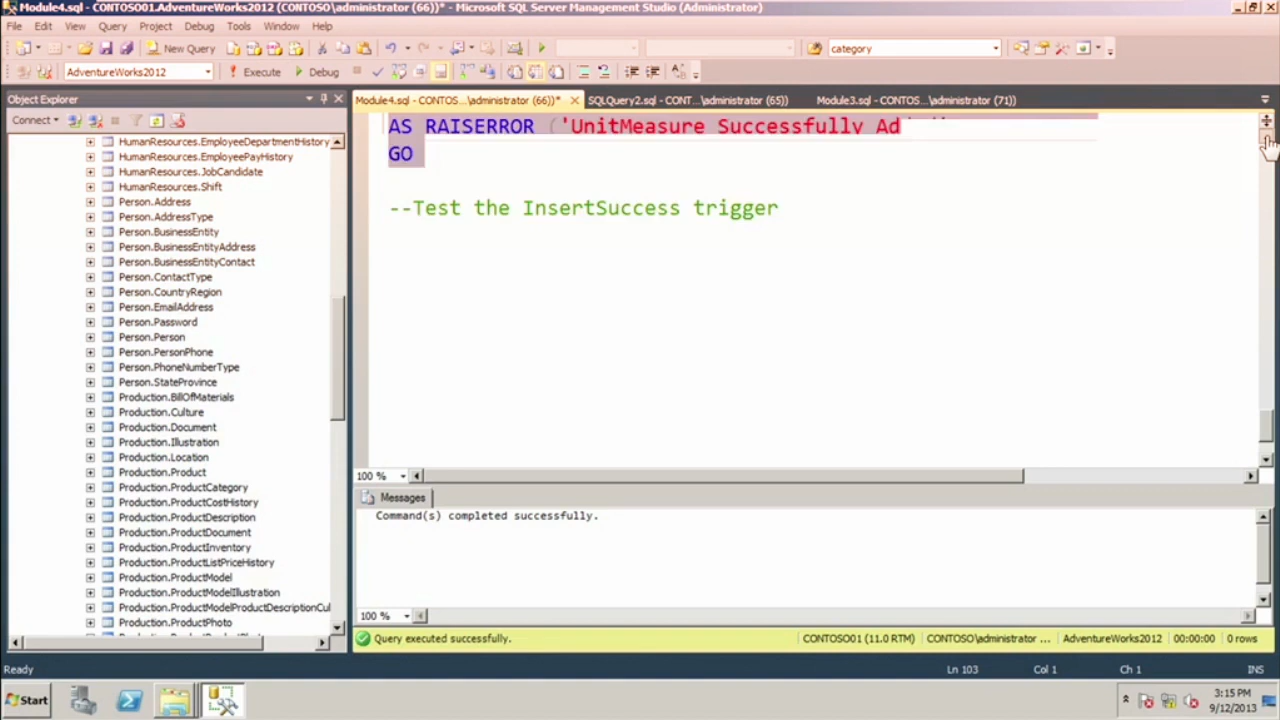 Module4.sql - CONTOSO01.AdventureWorks2012 (CONTOSO\administrator (66))* - Microsoft SQL Server Management Studio (Administrator)
File Edit View Query Project Debug Tools Window Help
New Query
category
AdventureWorks2012
Execute
Debug
Object Explorer
Module4.sql - CONTOS...\administrator (66))*
SQLQuery2.sql - CONT...\administrator (65))
Module3.sql - CONTOS...\administrator (71))
Connect
HumanResources.EmployeeDepartmentHistory
HumanResources.EmployeePayHistory
HumanResources.JobCandidate
HumanResources.Shift
Person.Address
Person.AddressType
Person.BusinessEntity
Person.BusinessEntityAddress
Person.BusinessEntityContact
Person.ContactType
Person.CountryRegion
Person.EmailAddress
Person.Password
Person.Person
Person.PersonPhone
Person.PhoneNumberType
Person.StateProvince
Production.BillOfMaterials
Production.Culture
Production.Document
Production.Illustration
Production.Location
Production.Product
Production.ProductCategory
Production.ProductCostHistory
Production.ProductDescription
Production.ProductDocument
Production.ProductInventory
Production.ProductListPriceHistory
Production.ProductModel
Production.ProductModelIllustration
Production.ProductModelProductDescriptionCul
Production.ProductPhoto
AS RAISERROR ('UnitMeasure Successfully Ad
GO
--Test the InsertSuccess trigger
100 %
Messages
Command(s) completed successfully.
100 %
Query executed successfully.
CONTOSO01 (11.0 RTM)
CONTOSO\administrator ...
AdventureWorks2012
00:00:00
0 rows
Ready
Ln 103
Col 1
Ch 1
INS
Start
3:15 PM
9/12/2013